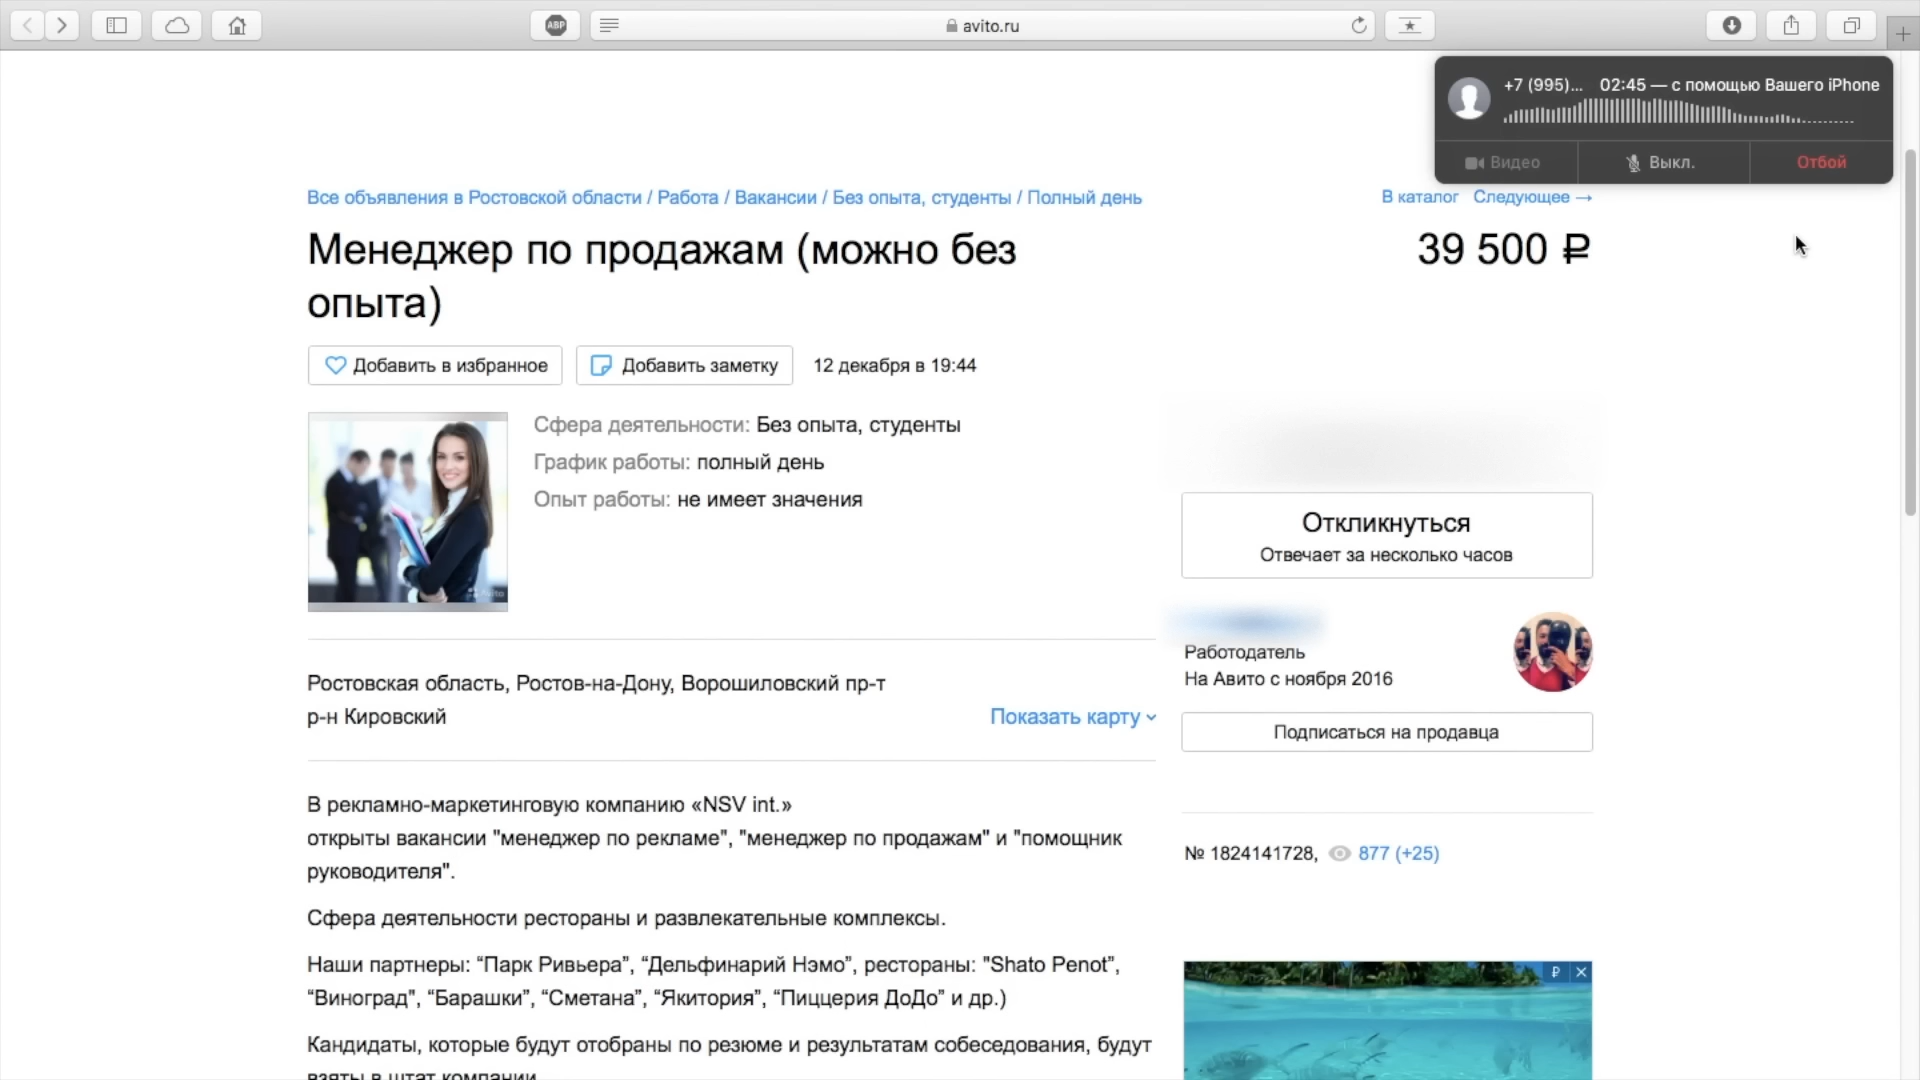 ABP
avito.ru
+7 (995)... 02:45 — с помощью Вашего iPhone
Видео
Выкл.
Отбой
Все объявления в Ростовской области / Работа / Вакансии / Без опыта, студенты / Полный день
В каталог Следующее →
Менеджер по продажам (можно без
опыта)
39 500 ₽
Добавить в избранное
Добавить заметку
12 декабря в 19:44
Сфера деятельности: Без опыта, студенты
График работы: полный день
Опыт работы: не имеет значения
Avito
Откликнуться
Отвечает за несколько часов
Работодатель
На Авито с ноября 2016
Подписаться на продавца
Ростовская область, Ростов-на-Дону, Ворошиловский пр-т
р-н Кировский
Показать карту
В рекламно-маркетинговую компанию «NSV int.»
открыты вакансии "менеджер по рекламе", "менеджер по продажам" и "помощник
руководителя".
№ 1824141728, 877 (+25)
Сфера деятельности рестораны и развлекательные комплексы.
Наши партнеры: “Парк Ривьера”, “Дельфинарий Нэмо”, рестораны: "Shato Penot”,
“Виноград”, “Барашки”, “Сметана”, “Якитория”, “Пиццерия ДоДо” и др.)
₽
Кандидаты, которые будут отобраны по резюме и результатам собеседования, будут
взяты в штат компании